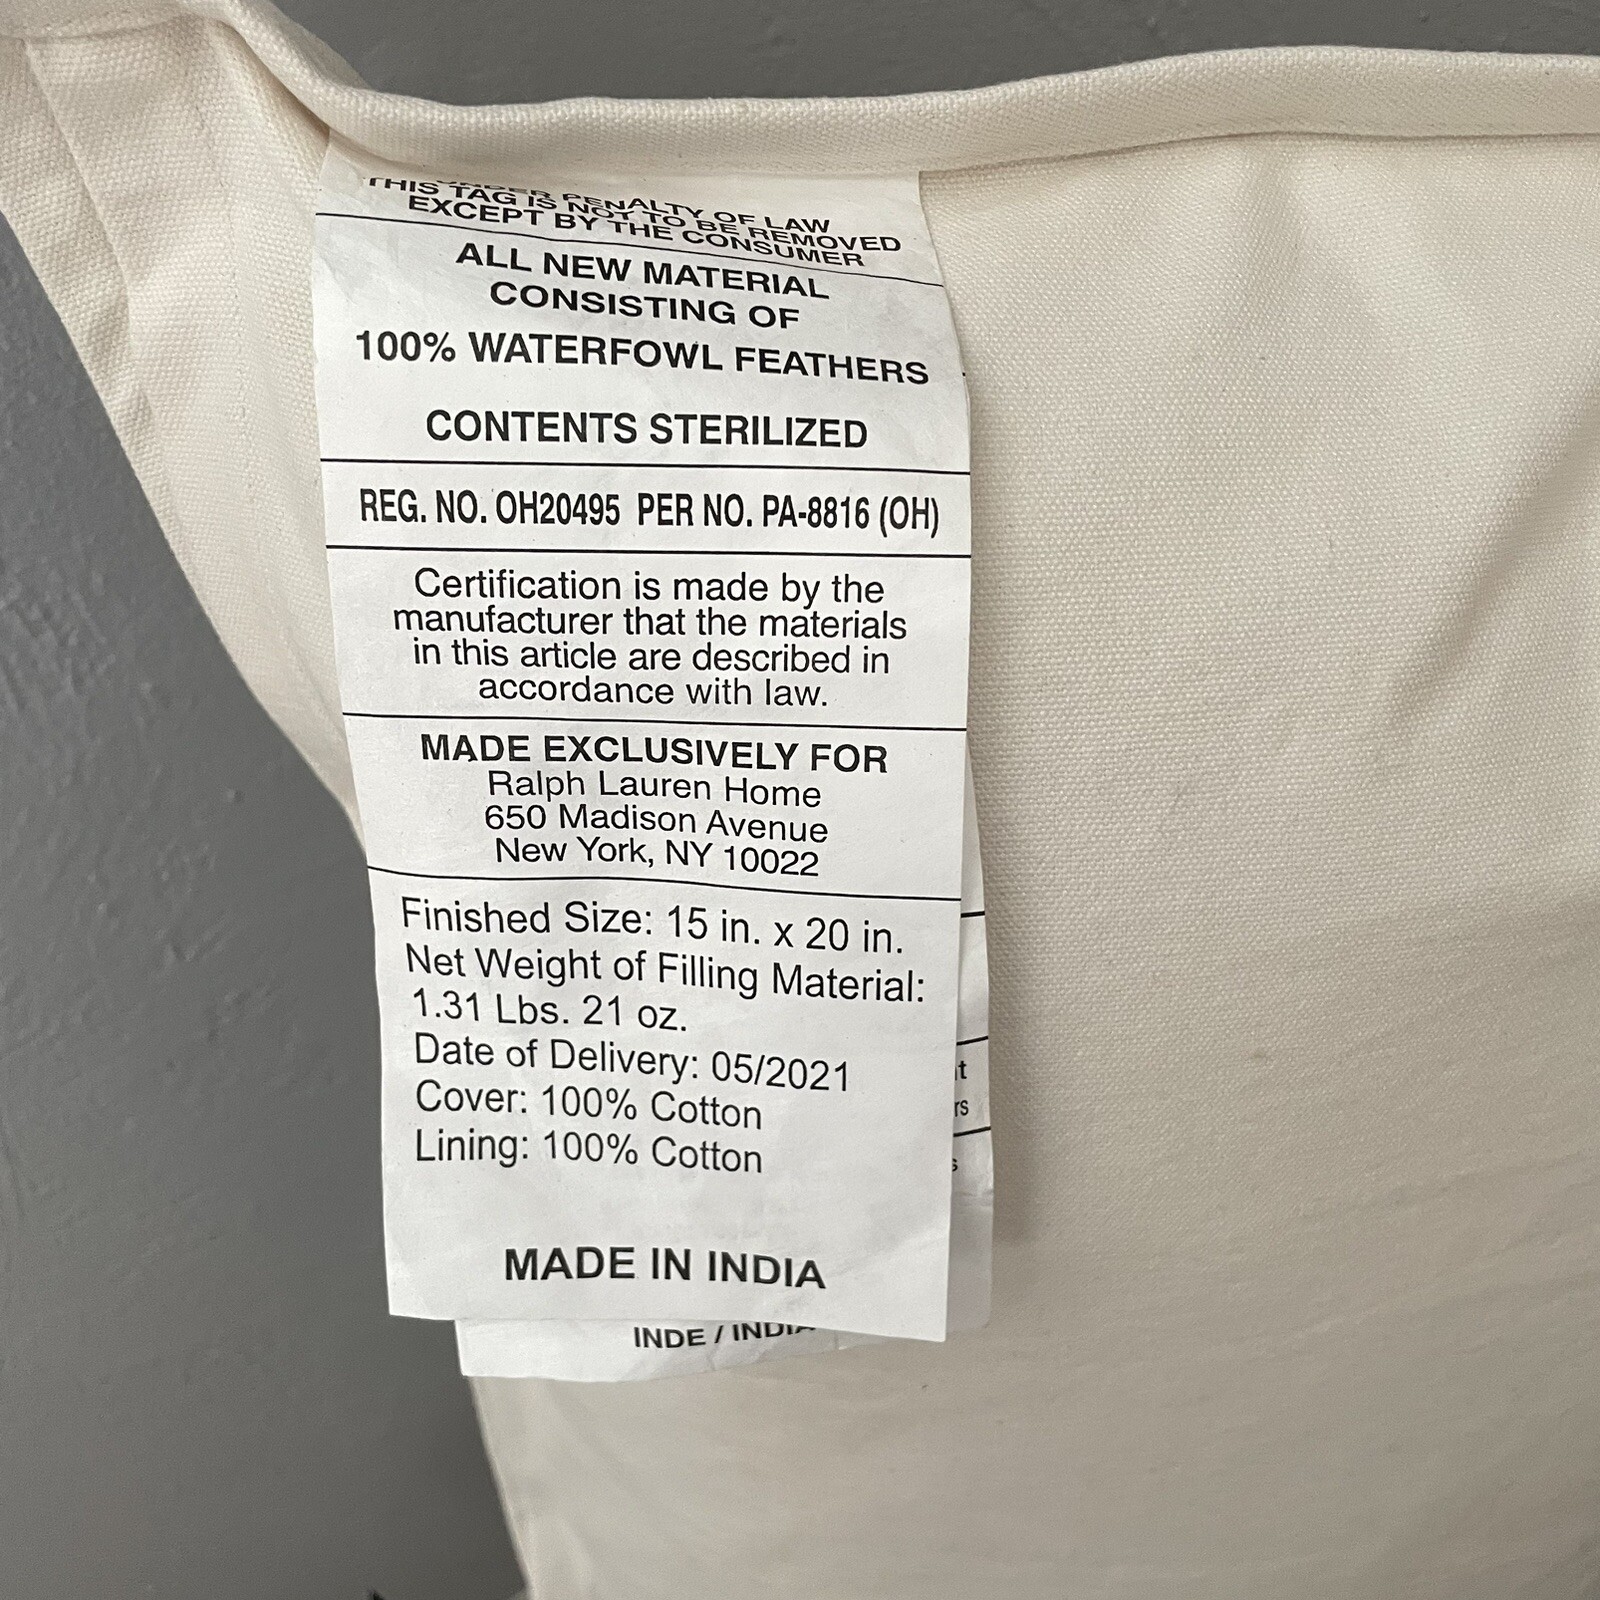 UNDER PENALTY OF LAW
THIS TAG IS NOT TO BE REMOVED
EXCEPT BY THE CONSUMER
ALL NEW MATERIAL
CONSISTING OF
100% WATERFOWL FEATHERS
CONTENTS STERILIZED
REG. NO. OH20495 PER NO. PA-8816 (OH)
Certification is made by the
manufacturer that the materials
in this article are described in
accordance with law.
MADE EXCLUSIVELY FOR
Ralph Lauren Home
650 Madison Avenue
New York, NY 10022
Finished Size: 15 in. x 20 in.
Net Weight of Filling Material:
1.31 Lbs. 21 oz.
Date of Delivery: 05/2021
Cover: 100% Cotton
Lining: 100% Cotton
MADE IN INDIA
INDE / INDIA